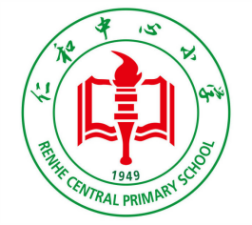 仁和中心小学
1949
RENHE CENTRAL PRIMARY SCHOOL